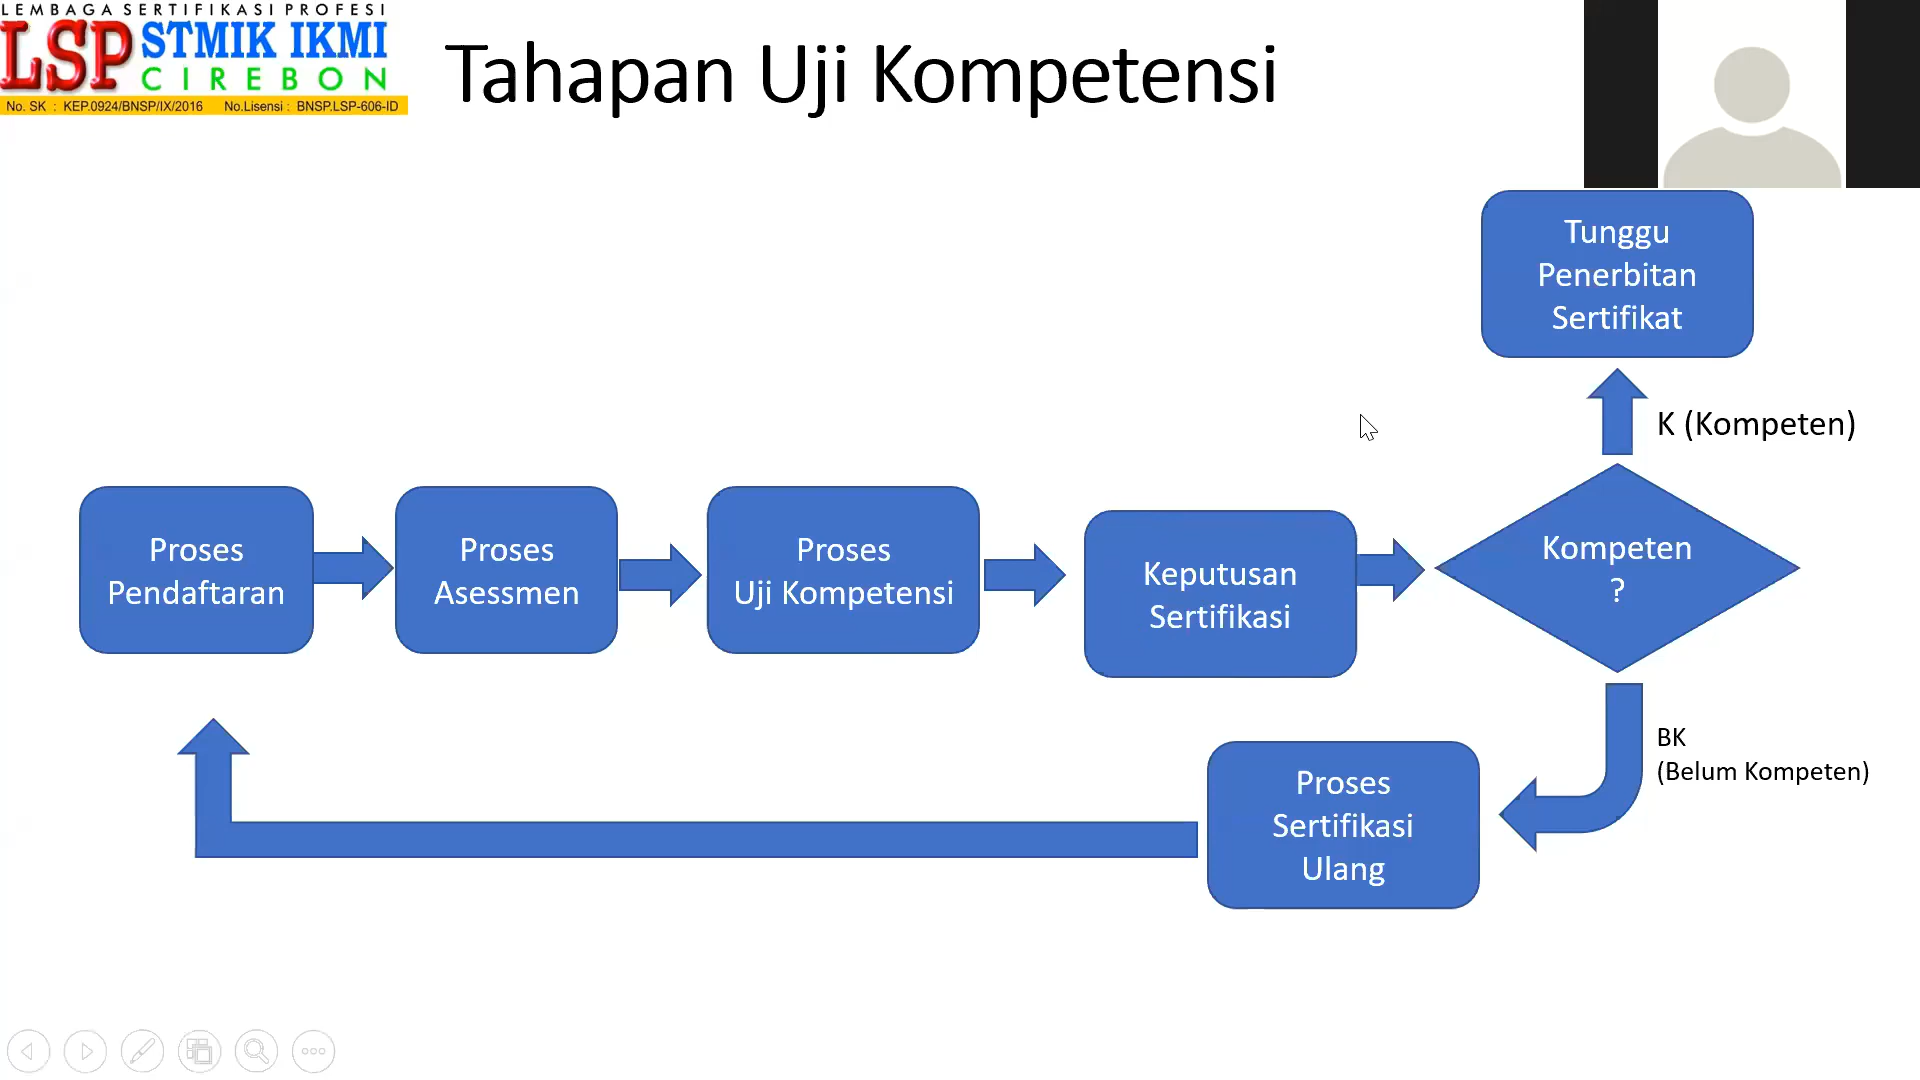 LEMBAGA SERTIFIKASI PROFESI
LSP STMIK IKMI
CIREBON
No. SK : KEP.0924/BNSP/IX/2016 No.Lisensi : BNSP.LSP-606-ID
Tahapan Uji Kompetensi
Tunggu
Penerbitan
Sertifikat
K (Kompeten)
Proses
Pendaftaran
Proses
Asessmen
Proses
Uji Kompetensi
Keputusan
Sertifikasi
Kompeten
?
BK
(Belum Kompeten)
Proses
Sertifikasi
Ulang